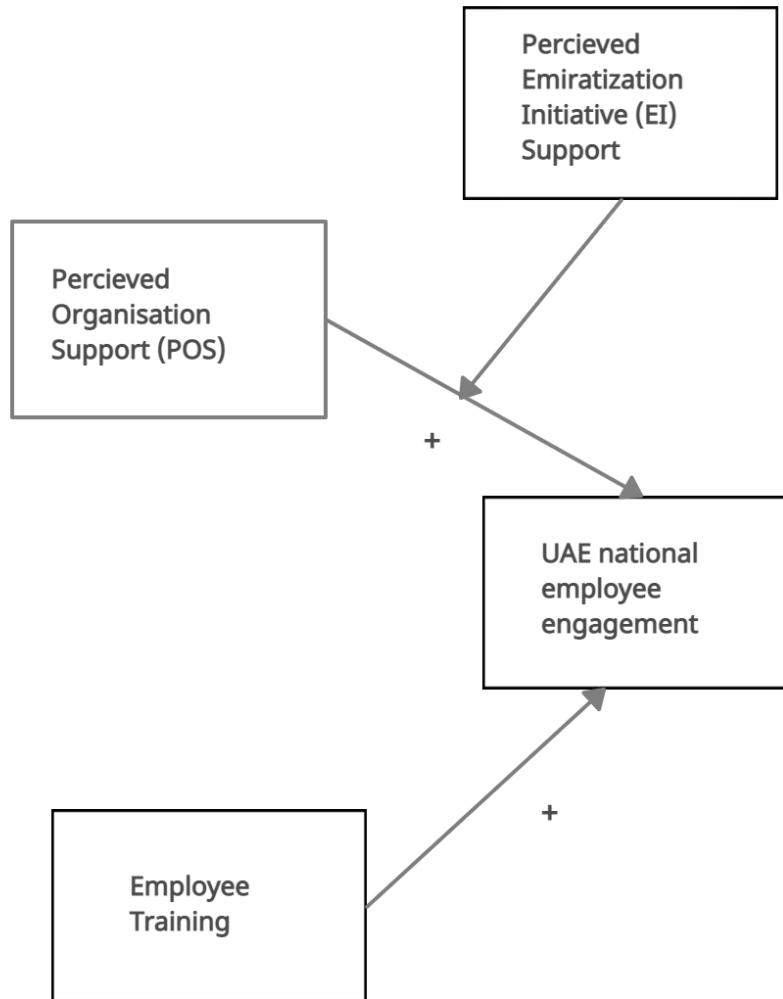 Percieved
Emiratization
Initiative (EI)
Support
Percieved
Organisation
Support (POS)
+
UAE national
employee
engagement
+
Employee
Training